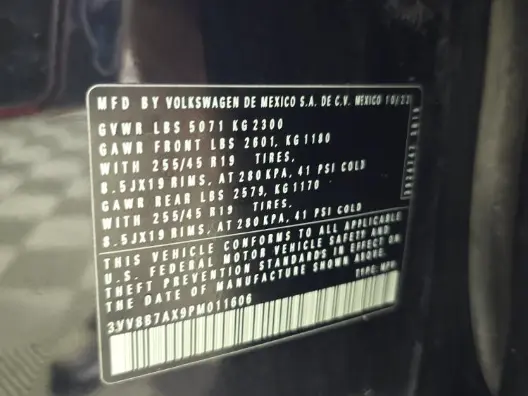 MFD BY VOLKSWAGEN DE MEXICO S.A. DE C.V. MEXICO 10/22
GVWR LBS 5071 KG 2300
GAWR FRONT LBS 2601, KG 1180
WITH 255/45 R19 TIRES,
8.5JX19 RIMS, AT 280 KPA, 41 PSI COLD
GAWR REAR LBS 2579, KG 1170
WITH 255/45 R19 TIRES,
8.5JX19 RIMS, AT 280 KPA, 41 PSI COLD
THIS VEHICLE CONFORMS TO ALL APPLICABLE
U.S. FEDERAL MOTOR VEHICLE SAFETY AND
THEFT PREVENTION STANDARDS IN EFFECT ON
THE DATE OF MANUFACTURE SHOWN ABOVE.
TYPE: MPV
3VV8B7AX9PM011606